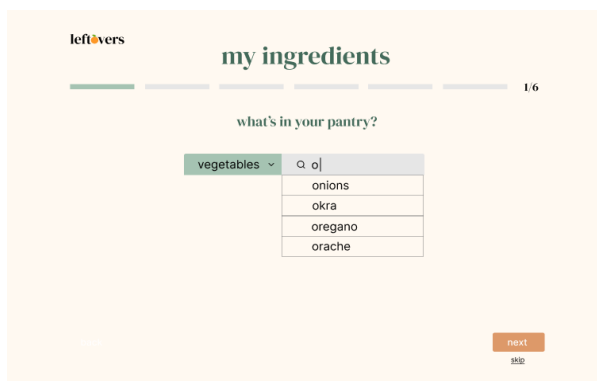 leftovers
my ingredients
1/6
what's in your pantry?
vegetables
o
onions
okra
oregano
orache
next
skip